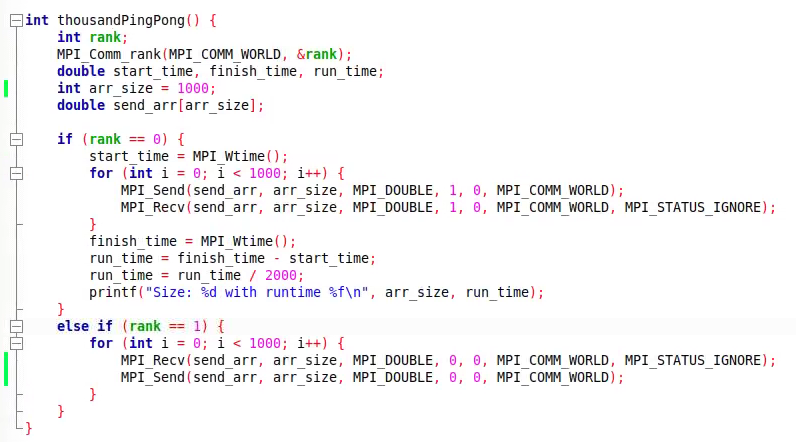 int thousandPingPong() {
    int rank;
    MPI_Comm_rank(MPI_COMM_WORLD, &rank);
    double start_time, finish_time, run_time;
    int arr_size = 1000;
    double send_arr[arr_size];

    if (rank == 0) {
        start_time = MPI_Wtime();
        for (int i = 0; i < 1000; i++) {
            MPI_Send(send_arr, arr_size, MPI_DOUBLE, 1, 0, MPI_COMM_WORLD);
            MPI_Recv(send_arr, arr_size, MPI_DOUBLE, 1, 0, MPI_COMM_WORLD, MPI_STATUS_IGNORE);
        }
        finish_time = MPI_Wtime();
        run_time = finish_time - start_time;
        run_time = run_time / 2000;
        printf("Size: %d with runtime %f\n", arr_size, run_time);
    }
    else if (rank == 1) {
        for (int i = 0; i < 1000; i++) {
            MPI_Recv(send_arr, arr_size, MPI_DOUBLE, 0, 0, MPI_COMM_WORLD, MPI_STATUS_IGNORE);
            MPI_Send(send_arr, arr_size, MPI_DOUBLE, 0, 0, MPI_COMM_WORLD);
        }
    }
}